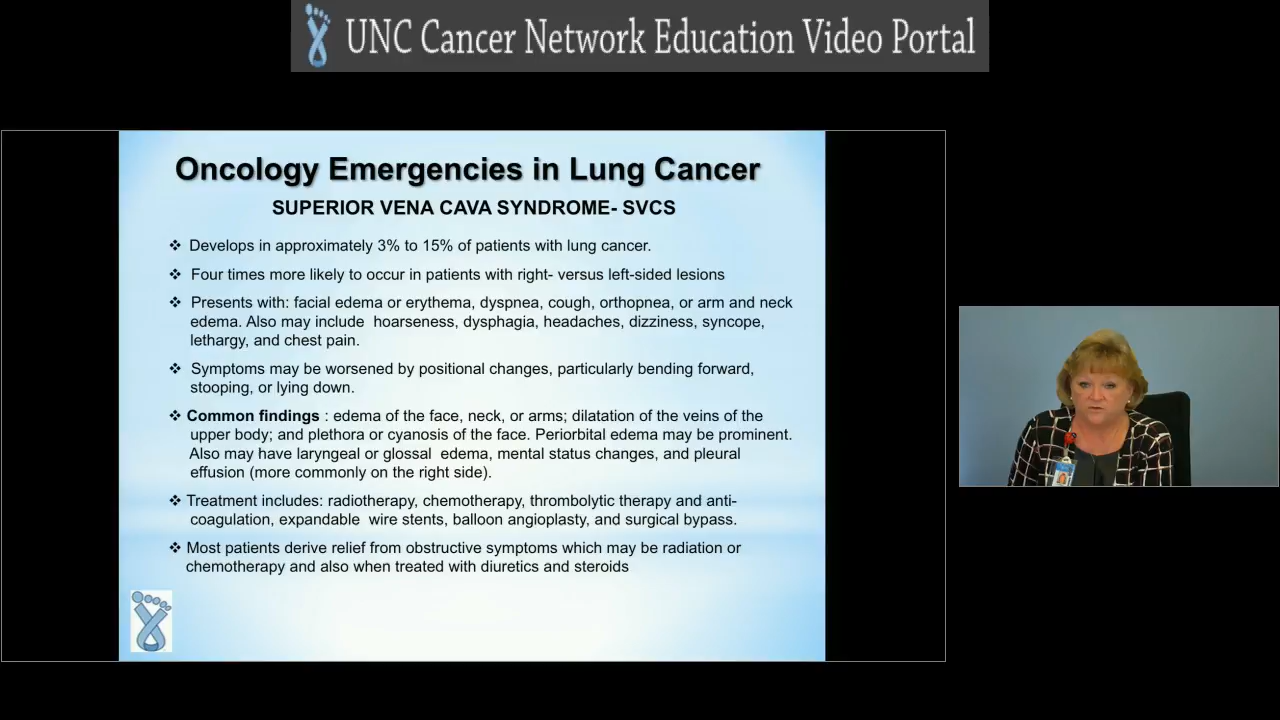 UNC Cancer Network Education Video Portal
Oncology Emergencies in Lung Cancer
SUPERIOR VENA CAVA SYNDROME- SVCS
❖ Develops in approximately 3% to 15% of patients with lung cancer.
❖ Four times more likely to occur in patients with right- versus left-sided lesions
❖ Presents with: facial edema or erythema, dyspnea, cough, orthopnea, or arm and neck
edema. Also may include hoarseness, dysphagia, headaches, dizziness, syncope,
lethargy, and chest pain.
❖ Symptoms may be worsened by positional changes, particularly bending forward,
stooping, or lying down.
❖ Common findings : edema of the face, neck, or arms; dilatation of the veins of the
upper body; and plethora or cyanosis of the face. Periorbital edema may be prominent.
Also may have laryngeal or glossal edema, mental status changes, and pleural
effusion (more commonly on the right side).
❖ Treatment includes: radiotherapy, chemotherapy, thrombolytic therapy and anti-
coagulation, expandable wire stents, balloon angioplasty, and surgical bypass.
❖ Most patients derive relief from obstructive symptoms which may be radiation or
chemotherapy and also when treated with diuretics and steroids